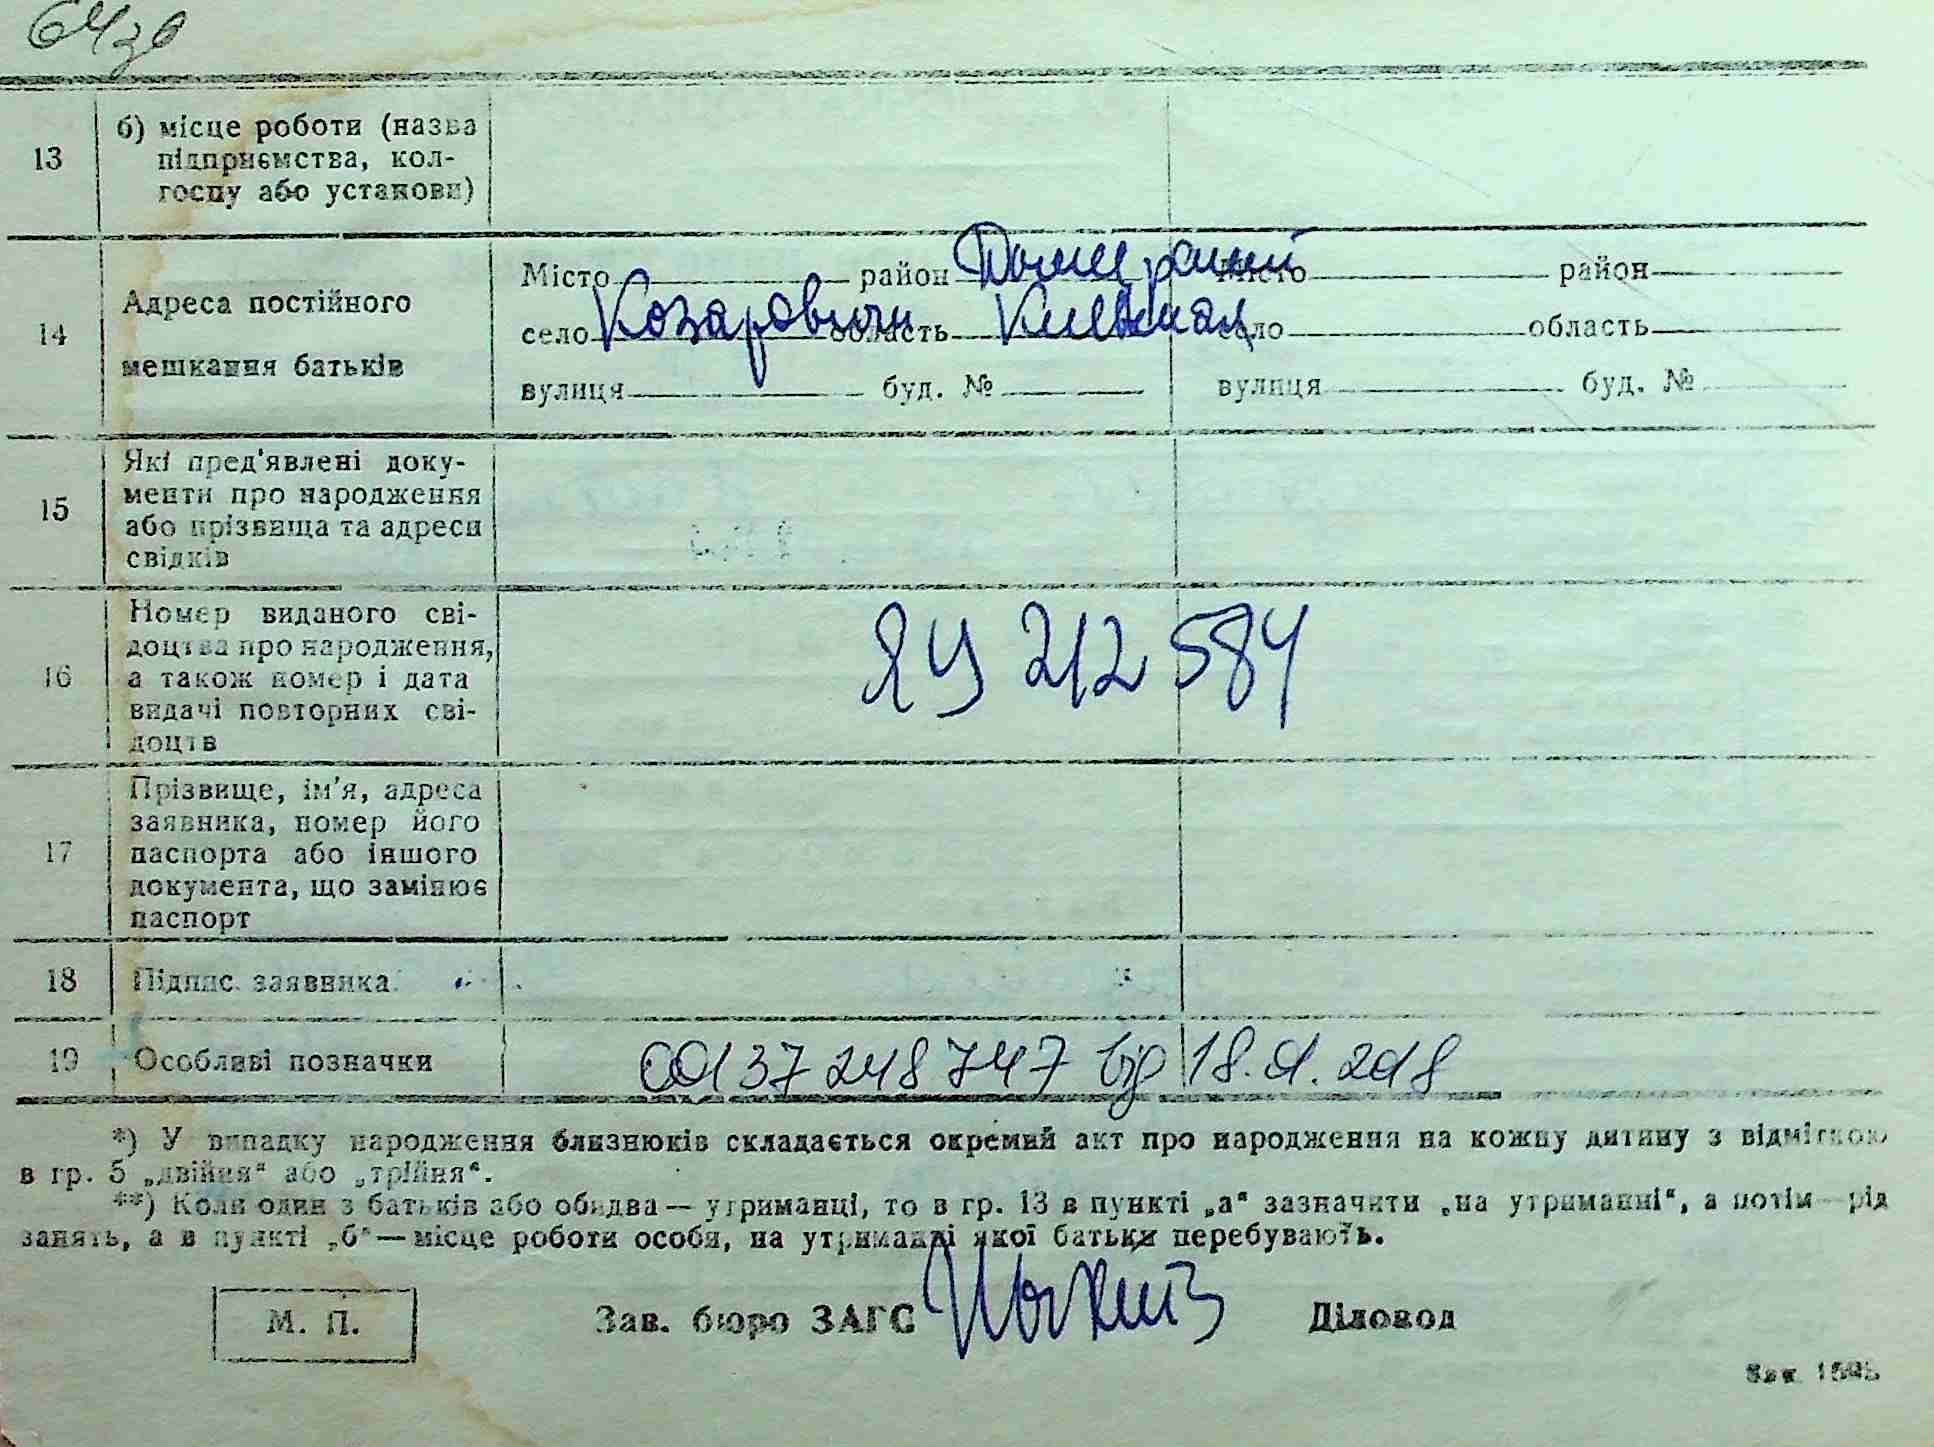 13
б) місце роботи (назва
підприємства, кол-
госпу або установи)
14
Адреса постійного
мешкання батьків
Місто район Димерський
село Козаровичи область Киевская
вулиця буд. №
Місто район
село область
вулиця буд. №
15
Які пред'явлені доку-
менти про народження
або прізвища та адреси
свідків
16
Номер виданого сві-
доцтва про народження,
а також номер і дата
видачі повторних сві-
доцтв
ЯУ 212584
17
Прізвище, ім'я, адреса
заявника, номер його
паспорта або іншого
документа, що замінює
паспорт
18
Підпис заявника
19
Особливі позначки
00137248747 від 18.01.2018
*) У випадку народження близнюків складається окремий акт про народження на кожну дитину з відміткою
в гр. 5 „двійня“ або „трійня“.
**) Коли один з батьків або обидва — утриманці, то в гр. 13 в пункті „а“ зазначити „на утриманні“, а потім — рід
занять, а в пункті „б“ — місце роботи особи, на утриманні якої батьки перебувають.
М. П.
Зав. бюро ЗАГС
Діловод